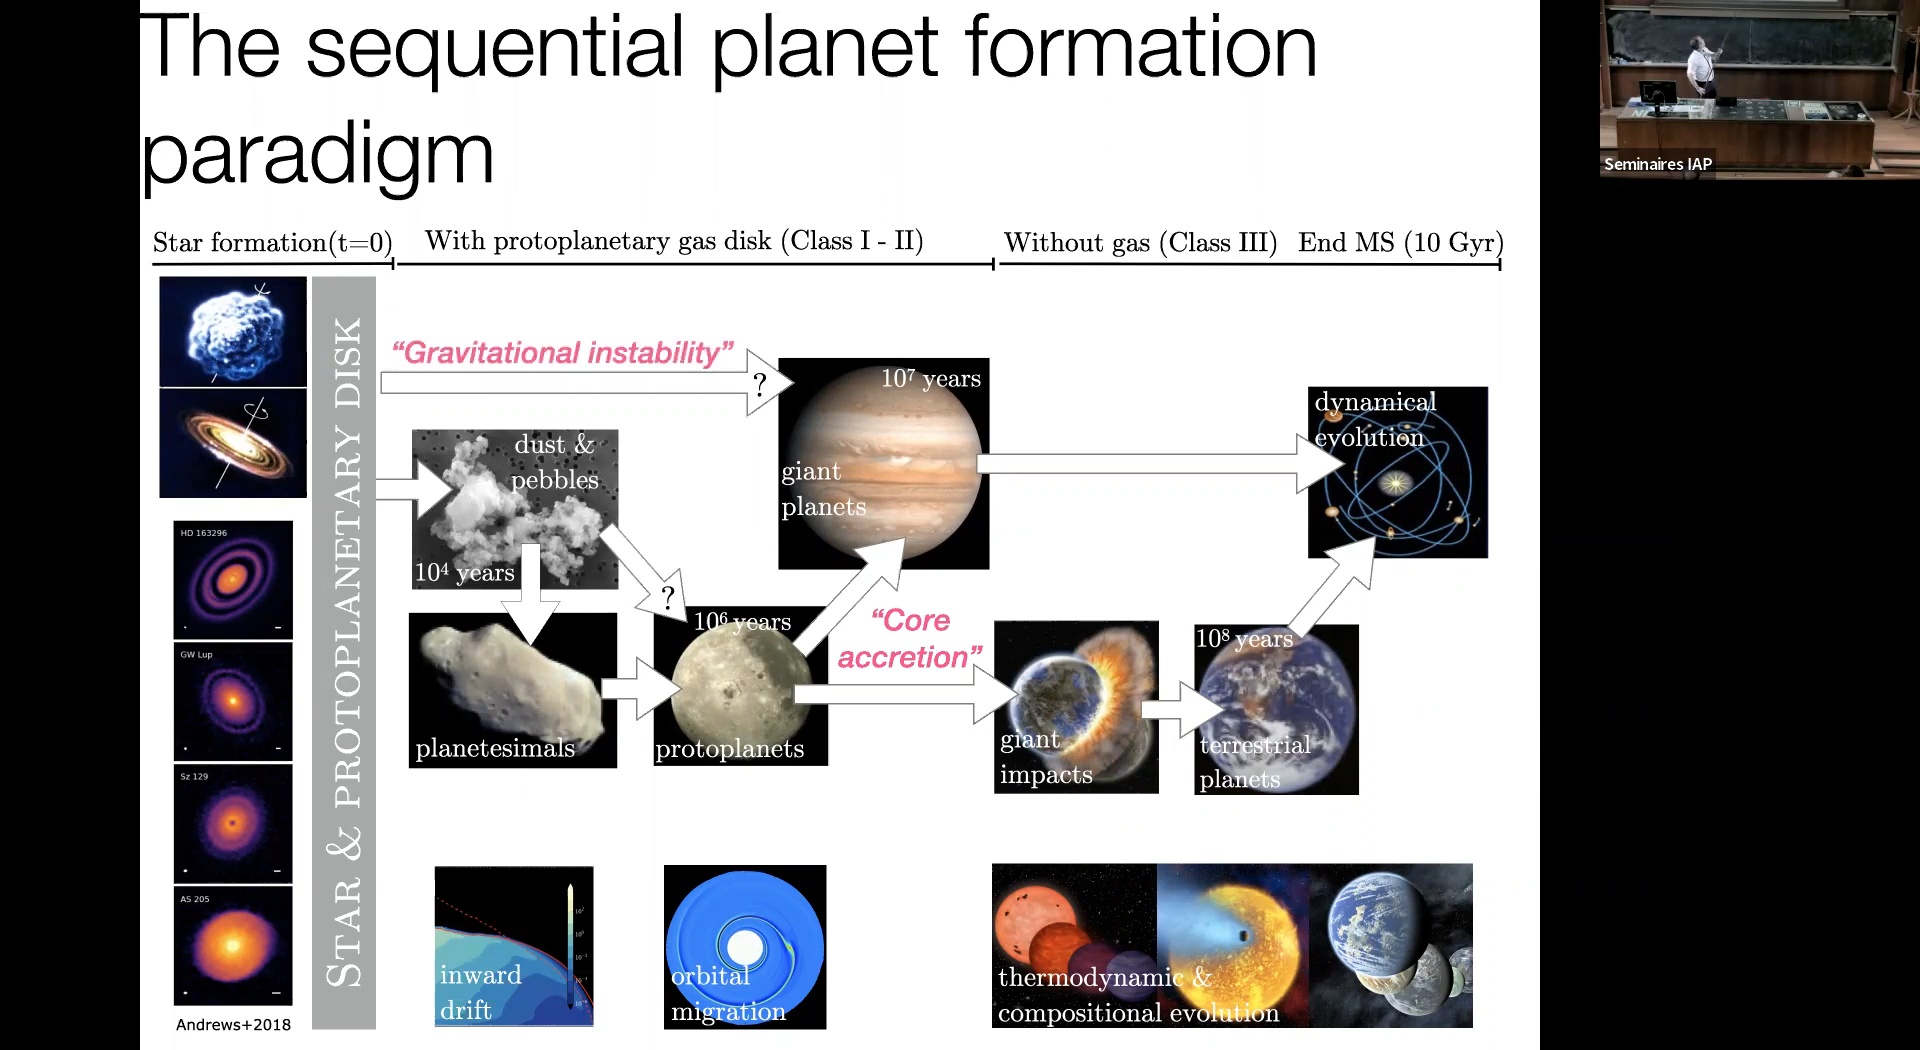 The sequential planet formation
paradigm
Seminaires IAP
Star formation(t=0)
With protoplanetary gas disk (Class I - II)
Without gas (Class III)
End MS (10 Gyr)
STAR & PROTOPLANETARY DISK
“Gravitational instability”
?
10⁷ years
giant
planets
dynamical
evolution
dust &
pebbles
10⁴ years
?
planetesimals
10⁶ years
protoplanets
“Core
accretion”
giant
impacts
10⁸ years
terrestrial
planets
HD 163296
GW Lup
Sz 129
AS 205
Andrews+2018
inward
drift
orbital
migration
thermodynamic &
compositional evolution